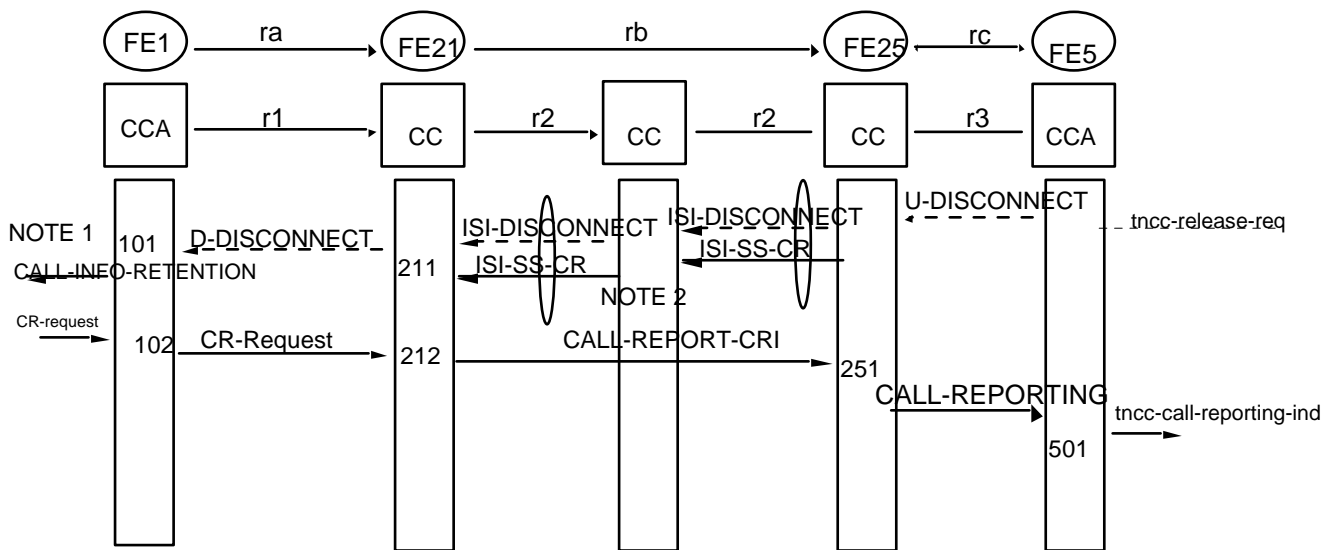 FE1 ra FE21 rb FE25 rc FE5
CCA r1 CC r2 CC r2 CC r3 CCA
U-DISCONNECT
tncc-release-req
ISI-DISCONNECT
ISI-SS-CR
ISI-DISCONNECT
ISI-SS-CR
NOTE 2
D-DISCONNECT
NOTE 1
101
211
CALL-INFO-RETENTION
CR-request
102
CR-Request
212
CALL-REPORT-CRI
251
CALL-REPORTING
tncc-call-reporting-ind
501